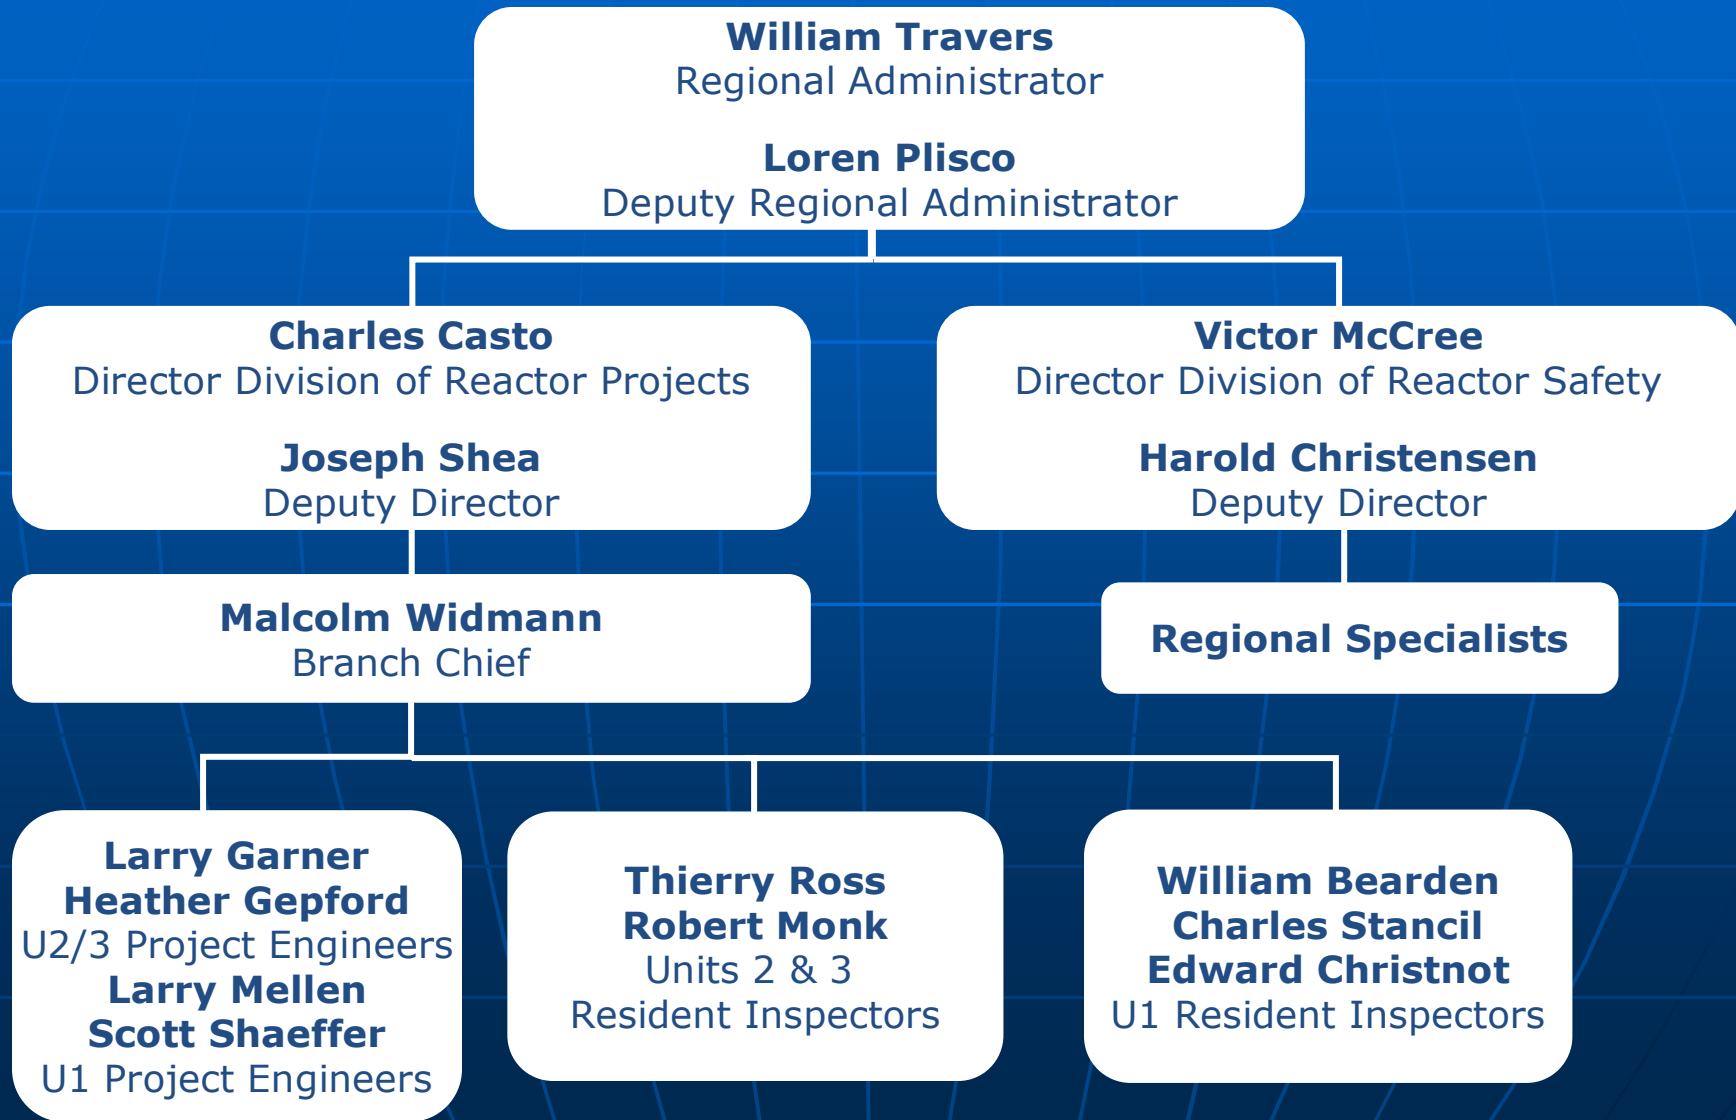 William Travers
Regional Administrator
Loren Plisco
Deputy Regional Administrator
Charles Casto
Director Division of Reactor Projects
Joseph Shea
Deputy Director
Victor McCree
Director Division of Reactor Safety
Harold Christensen
Deputy Director
Malcolm Widmann
Branch Chief
Regional Specialists
Larry Garner
Heather Gepford
U2/3 Project Engineers
Larry Mellen
Scott Shaeffer
U1 Project Engineers
Thierry Ross
Robert Monk
Units 2 & 3
Resident Inspectors
William Bearden
Charles Stancil
Edward Christnot
U1 Resident Inspectors